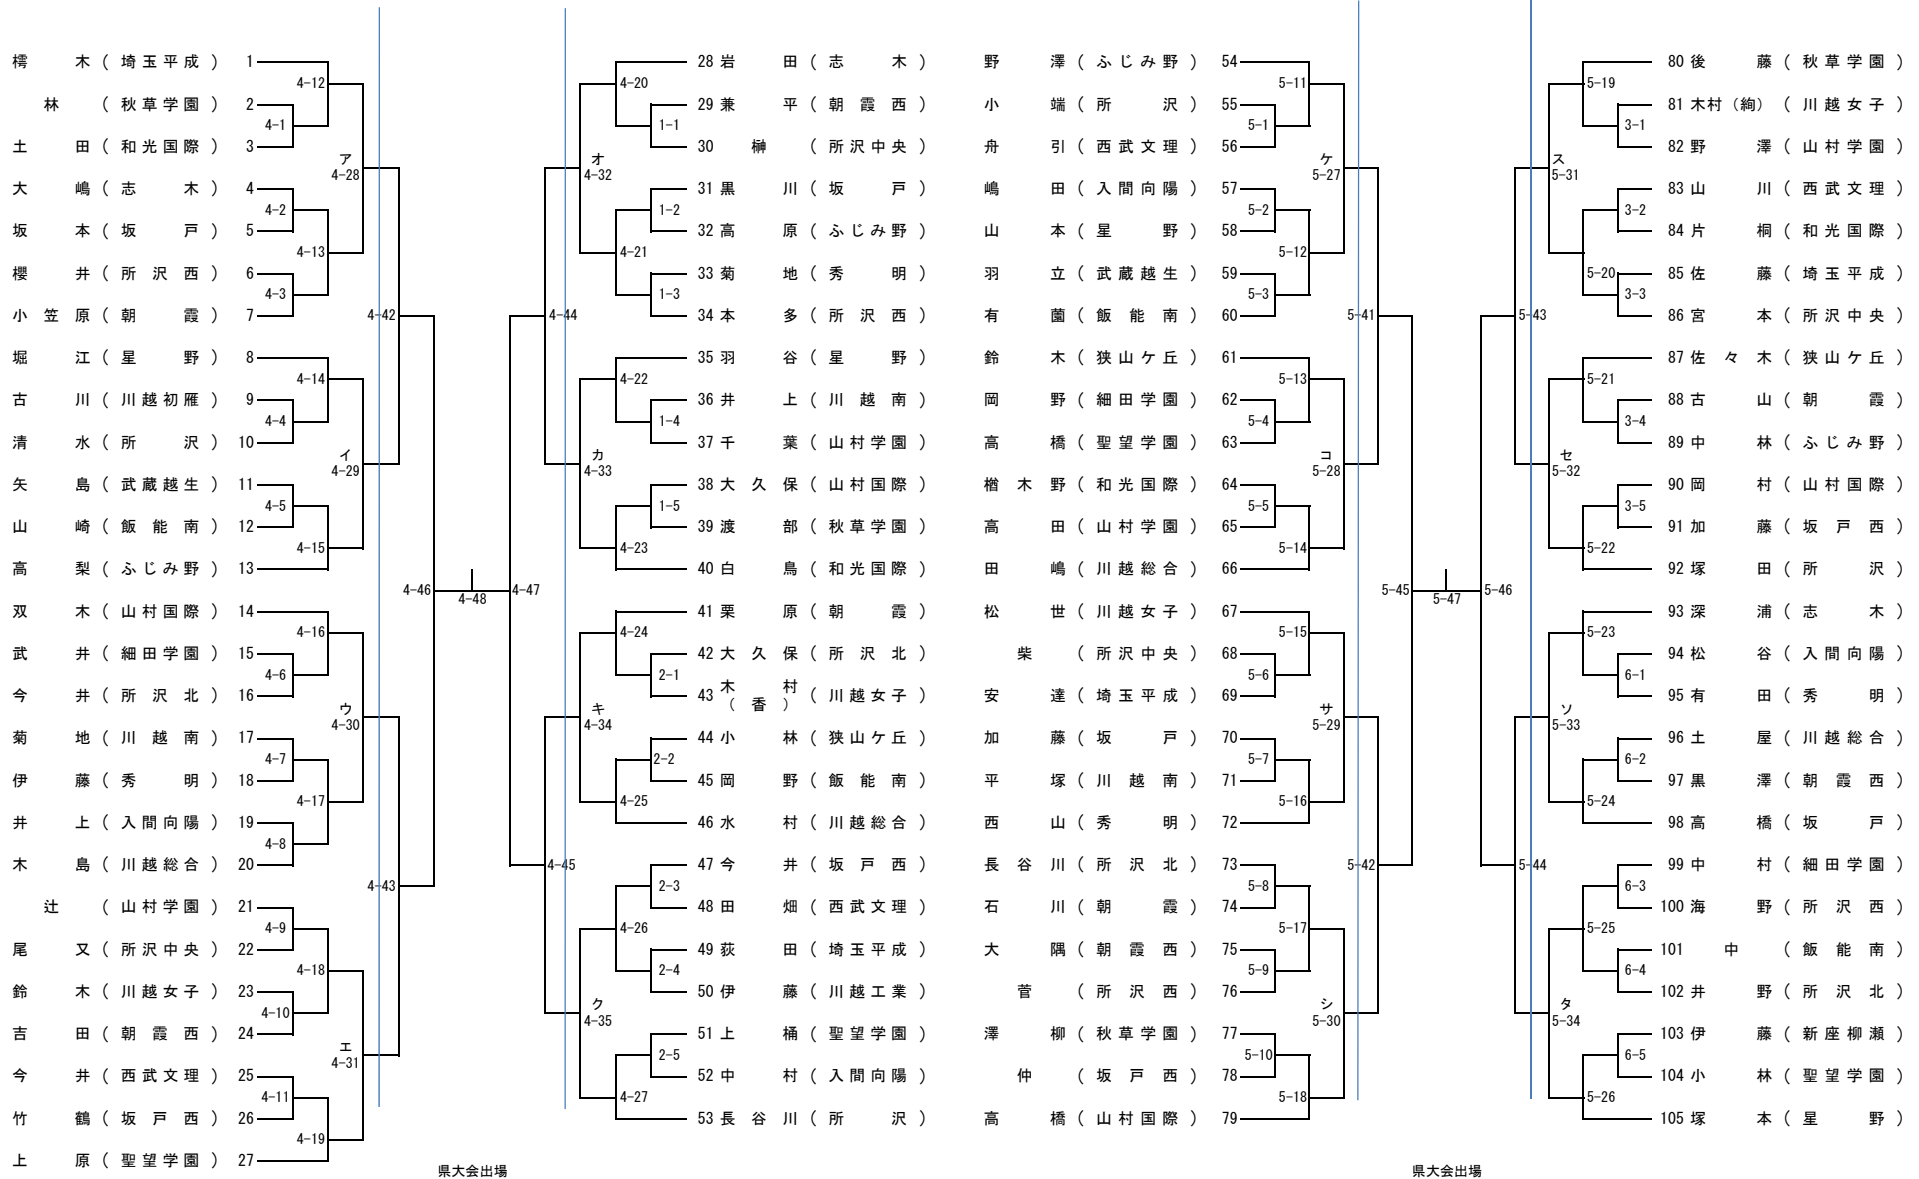 樗木（埼玉平成） 1
林（秋草学園） 2
土田（和光国際） 3
大嶋（志木） 4
坂本（坂戸） 5
櫻井（所沢西） 6
小笠原（朝霞） 7
堀江（星野） 8
古川（川越初雁） 9
清水（所沢） 10
矢島（武蔵越生） 11
山崎（飯能南） 12
高梨（ふじみ野） 13
双木（山村国際） 14
武井（細田学園） 15
今井（所沢北） 16
菊地（川越南） 17
伊藤（秀明） 18
井上（入間向陽） 19
木島（川越総合） 20
辻（山村学園） 21
尾又（所沢中央） 22
鈴木（川越女子） 23
吉田（朝霞西） 24
今井（西武文理） 25
竹鶴（坂戸西） 26
上原（聖望学園） 27
4-12
4-1
ア
4-28
4-2
4-13
4-3
4-42
4-14
4-4
イ
4-29
4-5
4-15
4-46
4-16
4-6
ウ
4-30
4-7
4-17
4-8
4-43
4-9
4-18
4-10
エ
4-31
4-11
4-19
4-48
4-47
県大会出場
4-20
1-1
オ
4-32
1-2
4-21
1-3
4-44
4-22
1-4
カ
4-33
1-5
4-23
4-24
2-1
キ
4-34
2-2
4-25
4-45
2-3
4-26
2-4
ク
4-35
2-5
4-27
28 岩田（志木）
29 兼平（朝霞西）
30 榊（所沢中央）
31 黒川（坂戸）
32 高原（ふじみ野）
33 菊地（秀明）
34 本多（所沢西）
35 羽谷（星野）
36 井上（川越南）
37 千葉（山村学園）
38 大久保（山村国際）
39 渡部（秋草学園）
40 白鳥（和光国際）
41 栗原（朝霞）
42 大久保（所沢北）
43 木村（香）（川越女子）
44 小林（狭山ケ丘）
45 岡野（飯能南）
46 水村（川越総合）
47 今井（坂戸西）
48 田畑（西武文理）
49 荻田（埼玉平成）
50 伊藤（川越工業）
51 上桶（聖望学園）
52 中村（入間向陽）
53 長谷川（所沢）
野澤（ふじみ野） 54
小端（所沢） 55
舟引（西武文理） 56
嶋田（入間向陽） 57
山本（星野） 58
羽立（武蔵越生） 59
有薗（飯能南） 60
鈴木（狭山ケ丘） 61
岡野（細田学園） 62
高橋（聖望学園） 63
楢木野（和光国際） 64
高田（山村学園） 65
田嶋（川越総合） 66
松世（川越女子） 67
柴（所沢中央） 68
安達（埼玉平成） 69
加藤（坂戸） 70
平塚（川越南） 71
西山（秀明） 72
長谷川（所沢北） 73
石川（朝霞） 74
大隅（朝霞西） 75
菅（所沢西） 76
澤柳（秋草学園） 77
仲（坂戸西） 78
高橋（山村国際） 79
5-11
5-1
ケ
5-27
5-2
5-12
5-3
5-41
5-13
5-4
コ
5-28
5-5
5-14
5-45
5-15
5-6
サ
5-29
5-7
5-16
5-42
5-8
5-17
5-9
シ
5-30
5-10
5-18
5-47
5-46
県大会出場
5-19
3-1
ス
5-31
3-2
5-20
3-3
5-43
5-21
3-4
セ
5-32
3-5
5-22
5-23
6-1
ソ
5-33
6-2
5-24
5-44
6-3
5-25
6-4
タ
5-34
6-5
5-26
80 後藤（秋草学園）
81 木村（絢）（川越女子）
82 野澤（山村学園）
83 山川（西武文理）
84 片桐（和光国際）
85 佐藤（埼玉平成）
86 宮本（所沢中央）
87 佐々木（狭山ケ丘）
88 古山（朝霞）
89 中林（ふじみ野）
90 岡村（山村国際）
91 加藤（坂戸西）
92 塚田（所沢）
93 深浦（志木）
94 松谷（入間向陽）
95 有田（秀明）
96 土屋（川越総合）
97 黒澤（朝霞西）
98 高橋（坂戸）
99 中村（細田学園）
100 海野（所沢西）
101 中（飯能南）
102 井野（所沢北）
103 伊藤（新座柳瀬）
104 小林（聖望学園）
105 塚本（星野）